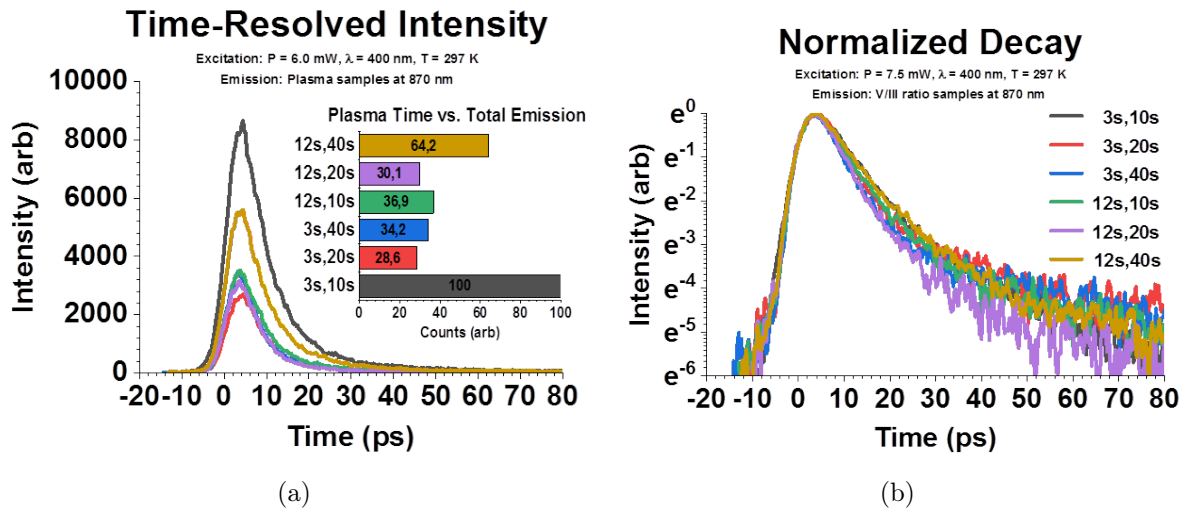 Time-Resolved Intensity
Excitation: P = 6.0 mW, λ = 400 nm, T = 297 K
Emission: Plasma samples at 870 nm
Intensity (arb)
10000
8000
6000
4000
2000
0
-20 -10 0 10 20 30 40 50 60 70 80
Time (ps)
Plasma Time vs. Total Emission
12s,40s 64,2
12s,20s 30,1
12s,10s 36,9
3s,40s 34,2
3s,20s 28,6
3s,10s 100
0 20 40 60 80 100
Counts (arb)
(a)
Normalized Decay
Excitation: P = 7.5 mW, λ = 400 nm, T = 297 K
Emission: V/III ratio samples at 870 nm
Intensity (arb)
e⁰
e⁻¹
e⁻²
e⁻³
e⁻⁴
e⁻⁵
e⁻⁶
3s,10s
3s,20s
3s,40s
12s,10s
12s,20s
12s,40s
-20 -10 0 10 20 30 40 50 60 70 80
Time (ps)
(b)